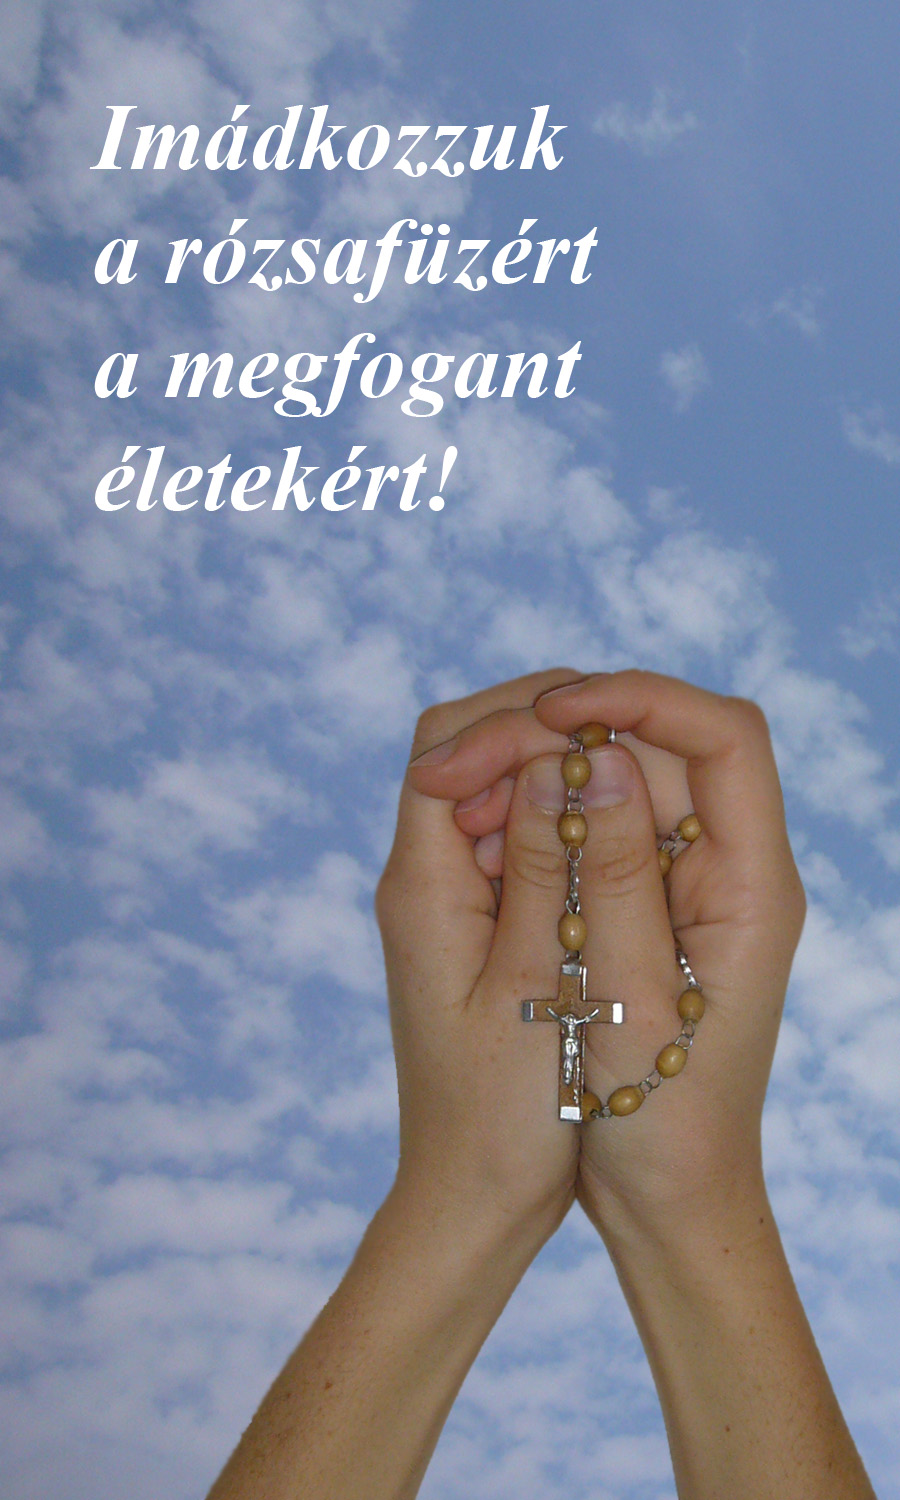 Imádkozzuk
a rózsafüzért
a megfogant
életekért!